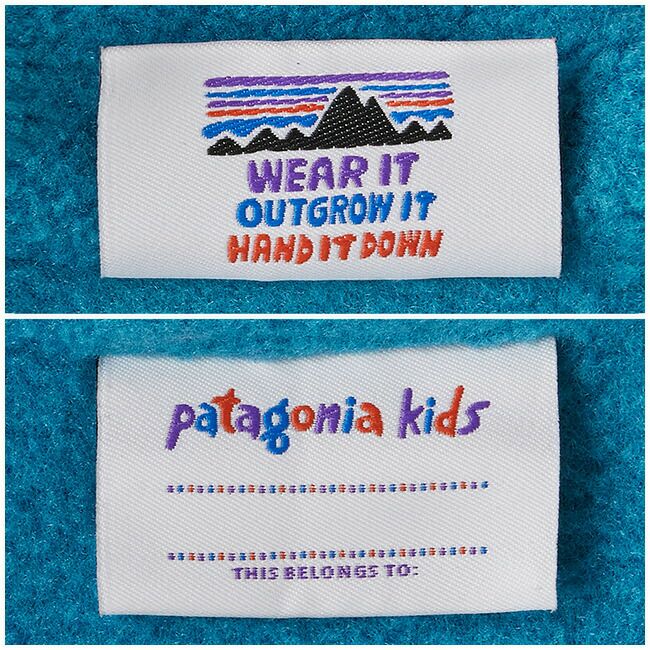 WEAR IT
OUTGROW IT
HAND IT DOWN
patagonia kids
THIS BELONGS TO: